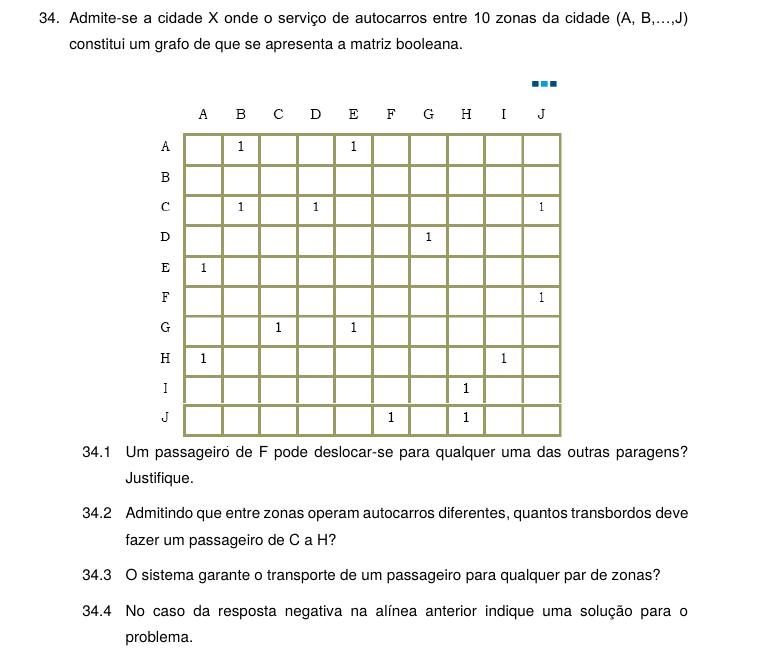 34. Admite-se a cidade X onde o serviço de autocarros entre 10 zonas da cidade (A, B,...,J)
constitui um grafo de que se apresenta a matriz booleana.
A B C D E F G H I J
A 1 1
B
C 1 1 1
D 1
E 1
F 1
G 1 1
H 1 1
I 1
J 1 1
34.1 Um passageiro de F pode deslocar-se para qualquer uma das outras paragens?
Justifique.
34.2 Admitindo que entre zonas operam autocarros diferentes, quantos transbordos deve
fazer um passageiro de C a H?
34.3 O sistema garante o transporte de um passageiro para qualquer par de zonas?
34.4 No caso da resposta negativa na alínea anterior indique uma solução para o
problema.